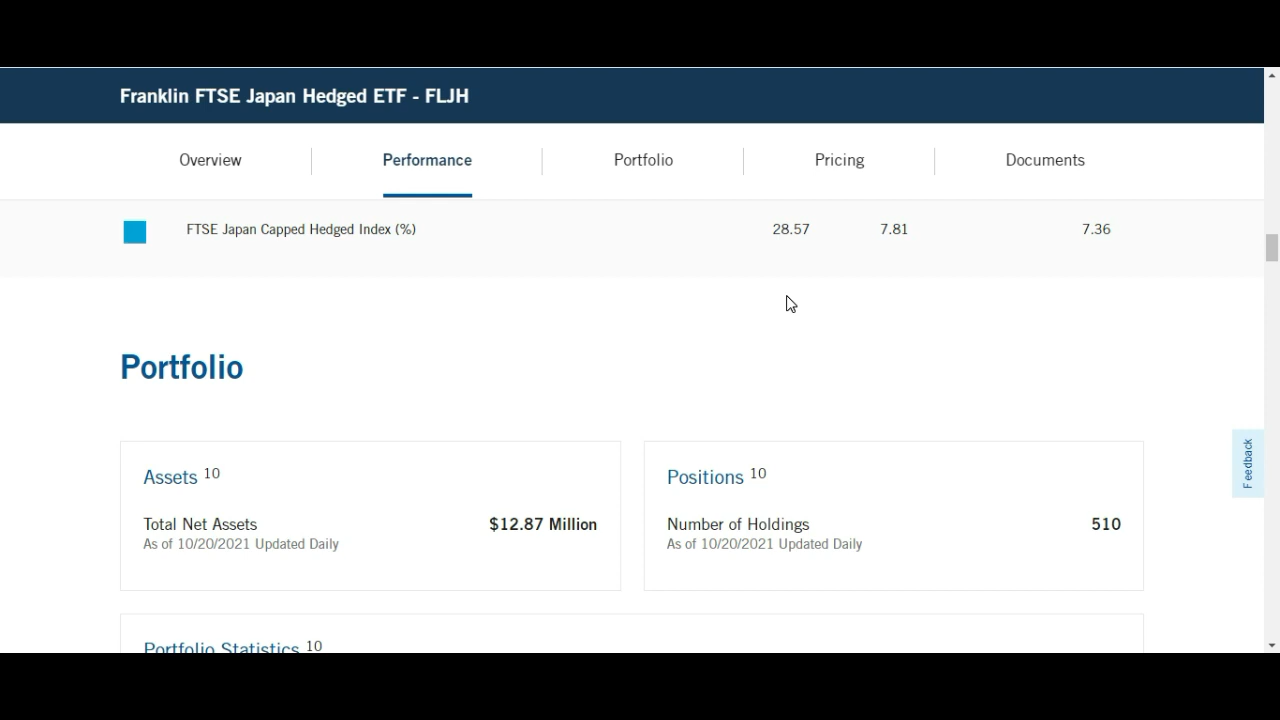 Franklin FTSE Japan Hedged ETF - FLJH
Overview
Performance
Portfolio
Pricing
Documents
FTSE Japan Capped Hedged Index (%) 28.57 7.81 7.36
Portfolio
Assets 10
Total Net Assets $12.87 Million
As of 10/20/2021 Updated Daily
Positions 10
Number of Holdings 510
As of 10/20/2021 Updated Daily
Feedback
Portfolio Statistics 10